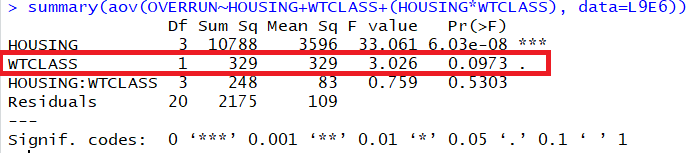 > summary(aov(OVERRUN~HOUSING+WTCLASS+(HOUSING*WTCLASS), data=L9E6))
Df Sum Sq Mean Sq F value Pr(>F)
HOUSING 3 10788 3596 33.061 6.03e-08 ***
WTCLASS 1 329 329 3.026 0.0973 .
HOUSING:WTCLASS 3 248 83 0.759 0.5303
Residuals 20 2175 109
---
Signif. codes: 0 ‘***’ 0.001 ‘**’ 0.01 ‘*’ 0.05 ‘.’ 0.1 ‘ ’ 1